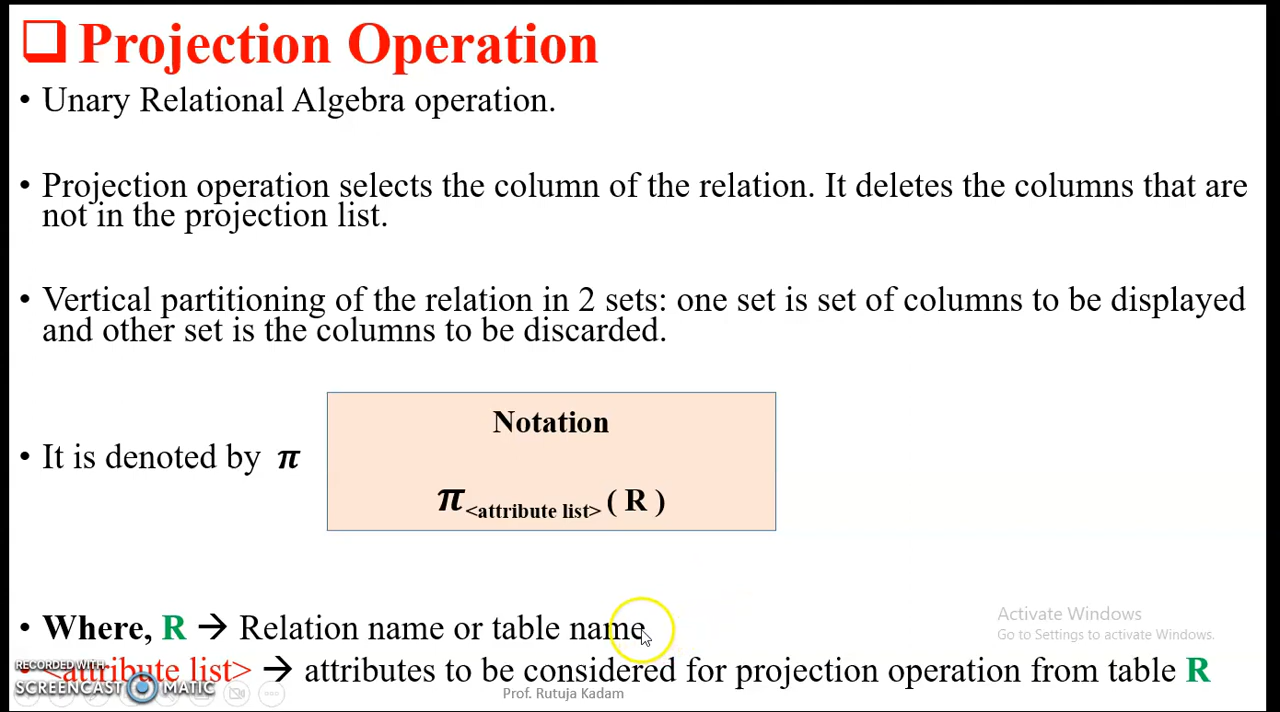 ❑ Projection Operation
• Unary Relational Algebra operation.
• Projection operation selects the column of the relation. It deletes the columns that are
not in the projection list.
• Vertical partitioning of the relation in 2 sets: one set is set of columns to be displayed
and other set is the columns to be discarded.
Notation
• It is denoted by π
π<attribute list> ( R )
• Where, R → Relation name or table name
Activate Windows
Go to Settings to activate Windows.
<attribute list> → attributes to be considered for projection operation from table R
RECORDED WITH
SCREENCAST MATIC
Prof. Rutuja Kadam